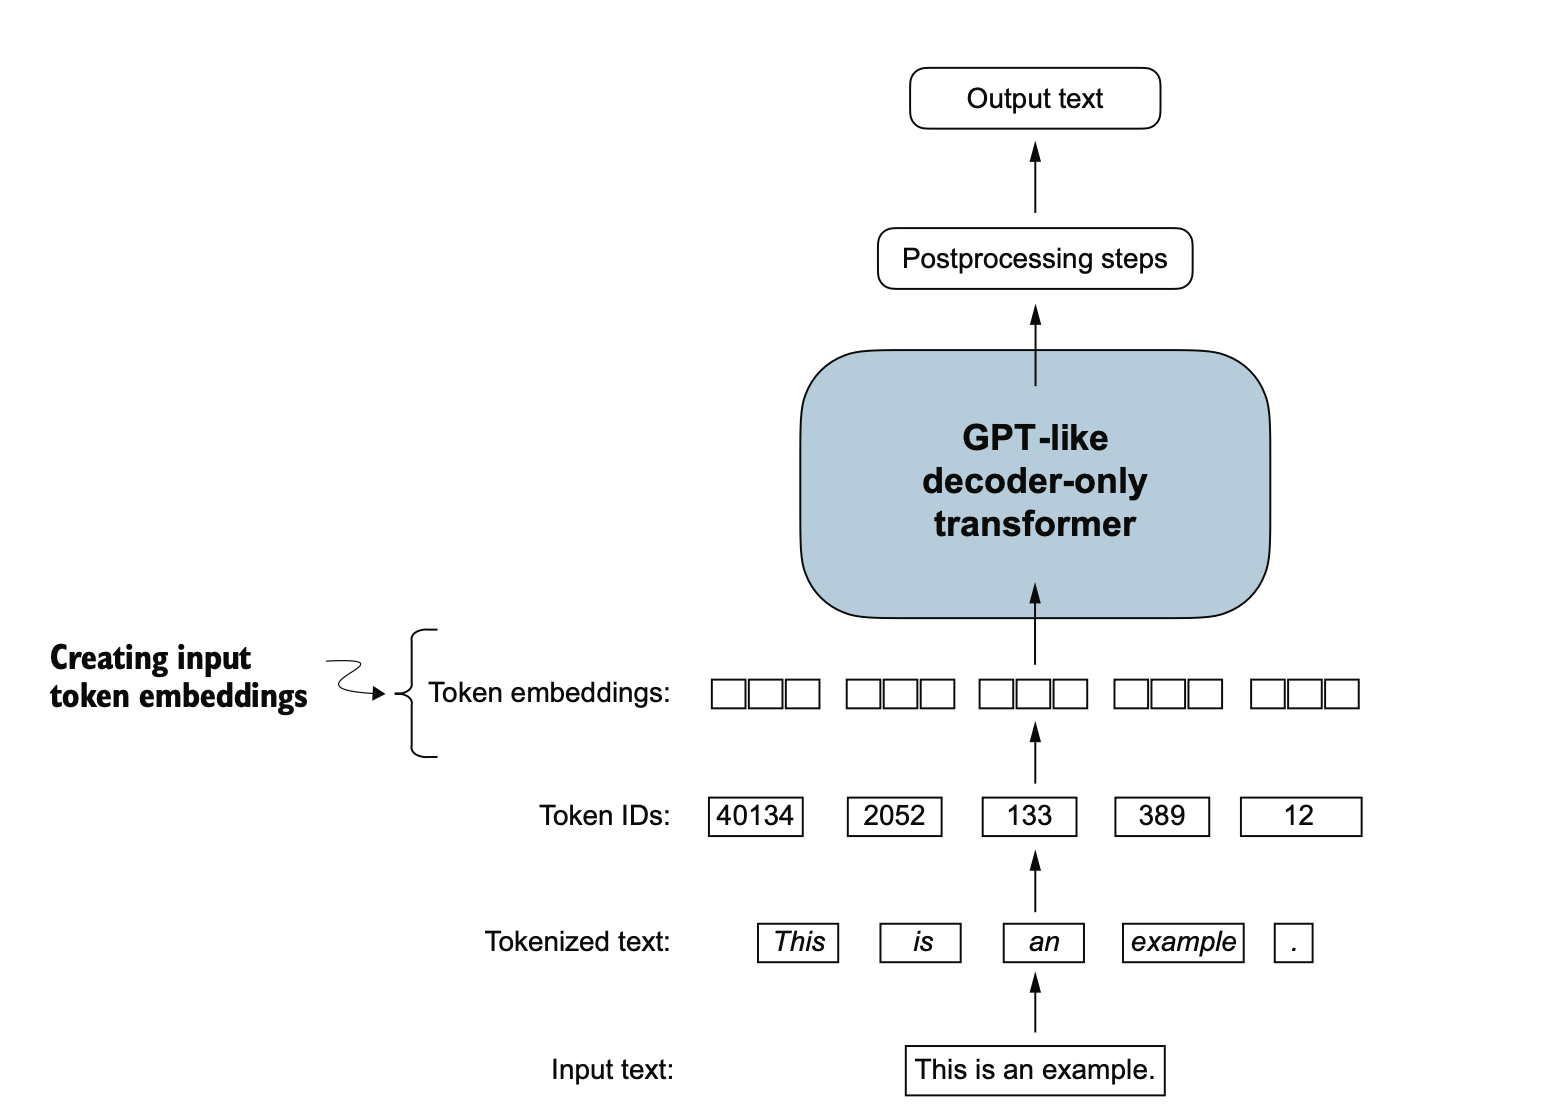 Output text
Postprocessing steps
GPT-like
decoder-only
transformer
Creating input
token embeddings
Token embeddings:
Token IDs: 40134 2052 133 389 12
Tokenized text: This is an example .
Input text: This is an example.